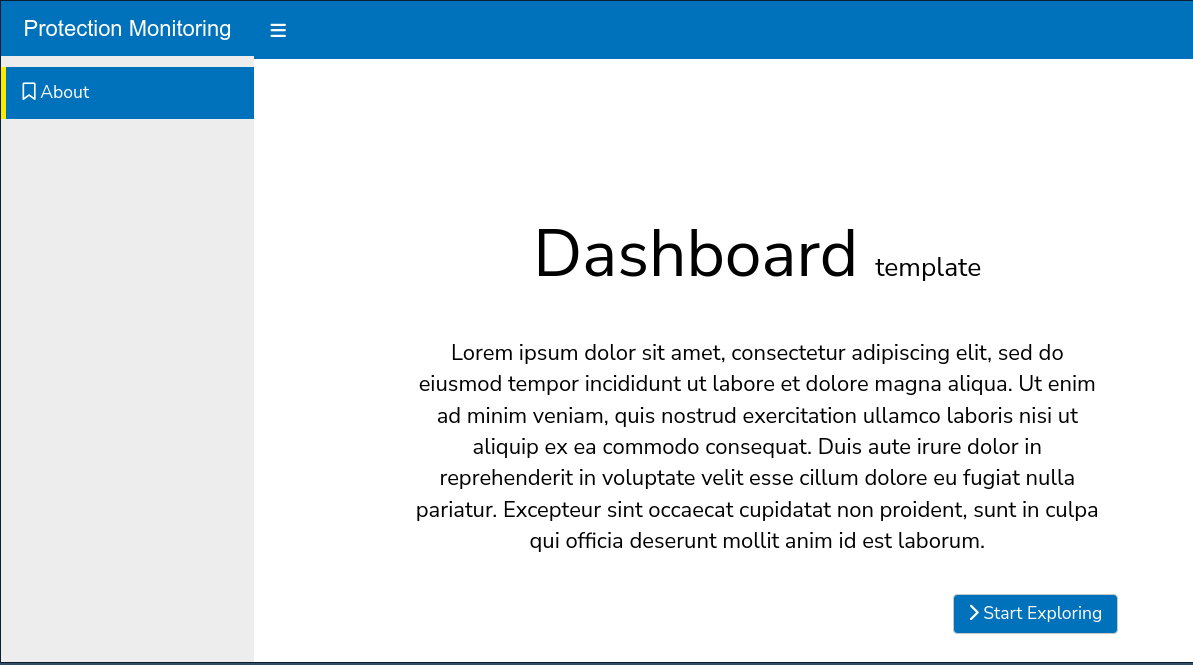 Protection Monitoring
About
Dashboard template
Lorem ipsum dolor sit amet, consectetur adipiscing elit, sed do
eiusmod tempor incididunt ut labore et dolore magna aliqua. Ut enim
ad minim veniam, quis nostrud exercitation ullamco laboris nisi ut
aliquip ex ea commodo consequat. Duis aute irure dolor in
reprehenderit in voluptate velit esse cillum dolore eu fugiat nulla
pariatur. Excepteur sint occaecat cupidatat non proident, sunt in culpa
qui officia deserunt mollit anim id est laborum.
Start Exploring